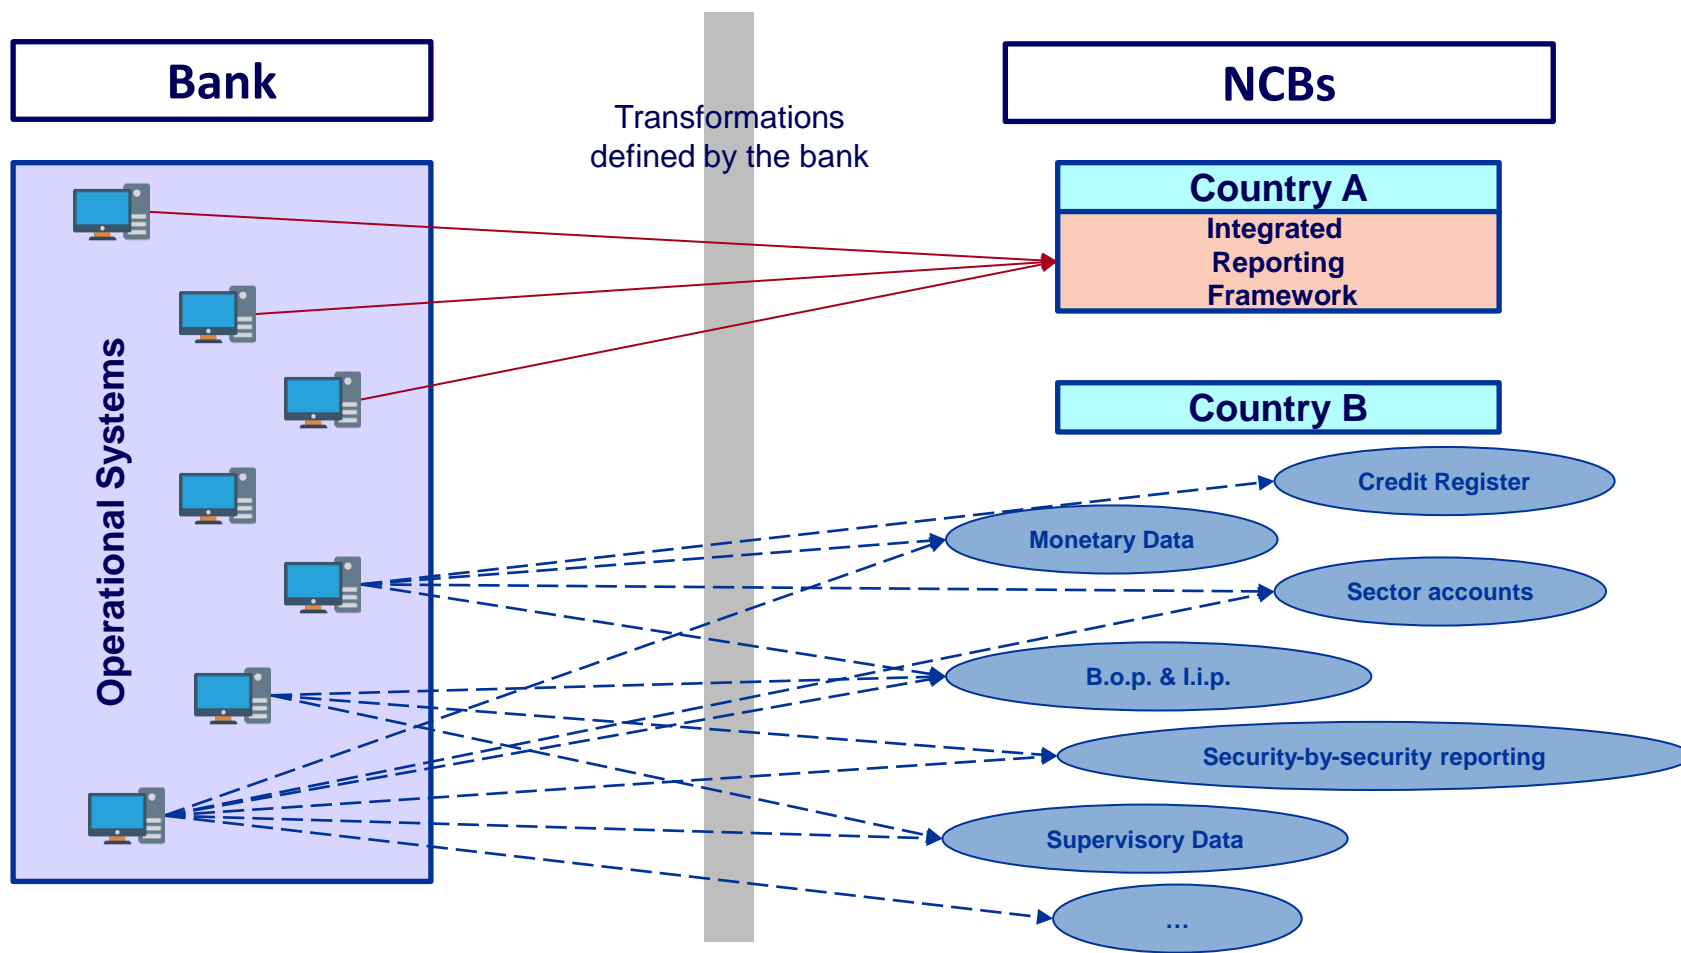 Bank
NCBs
Transformations
defined by the bank
Operational Systems
Country A
Integrated
Reporting
Framework
Country B
Credit Register
Monetary Data
Sector accounts
B.o.p. & I.i.p.
Security-by-security reporting
Supervisory Data
…